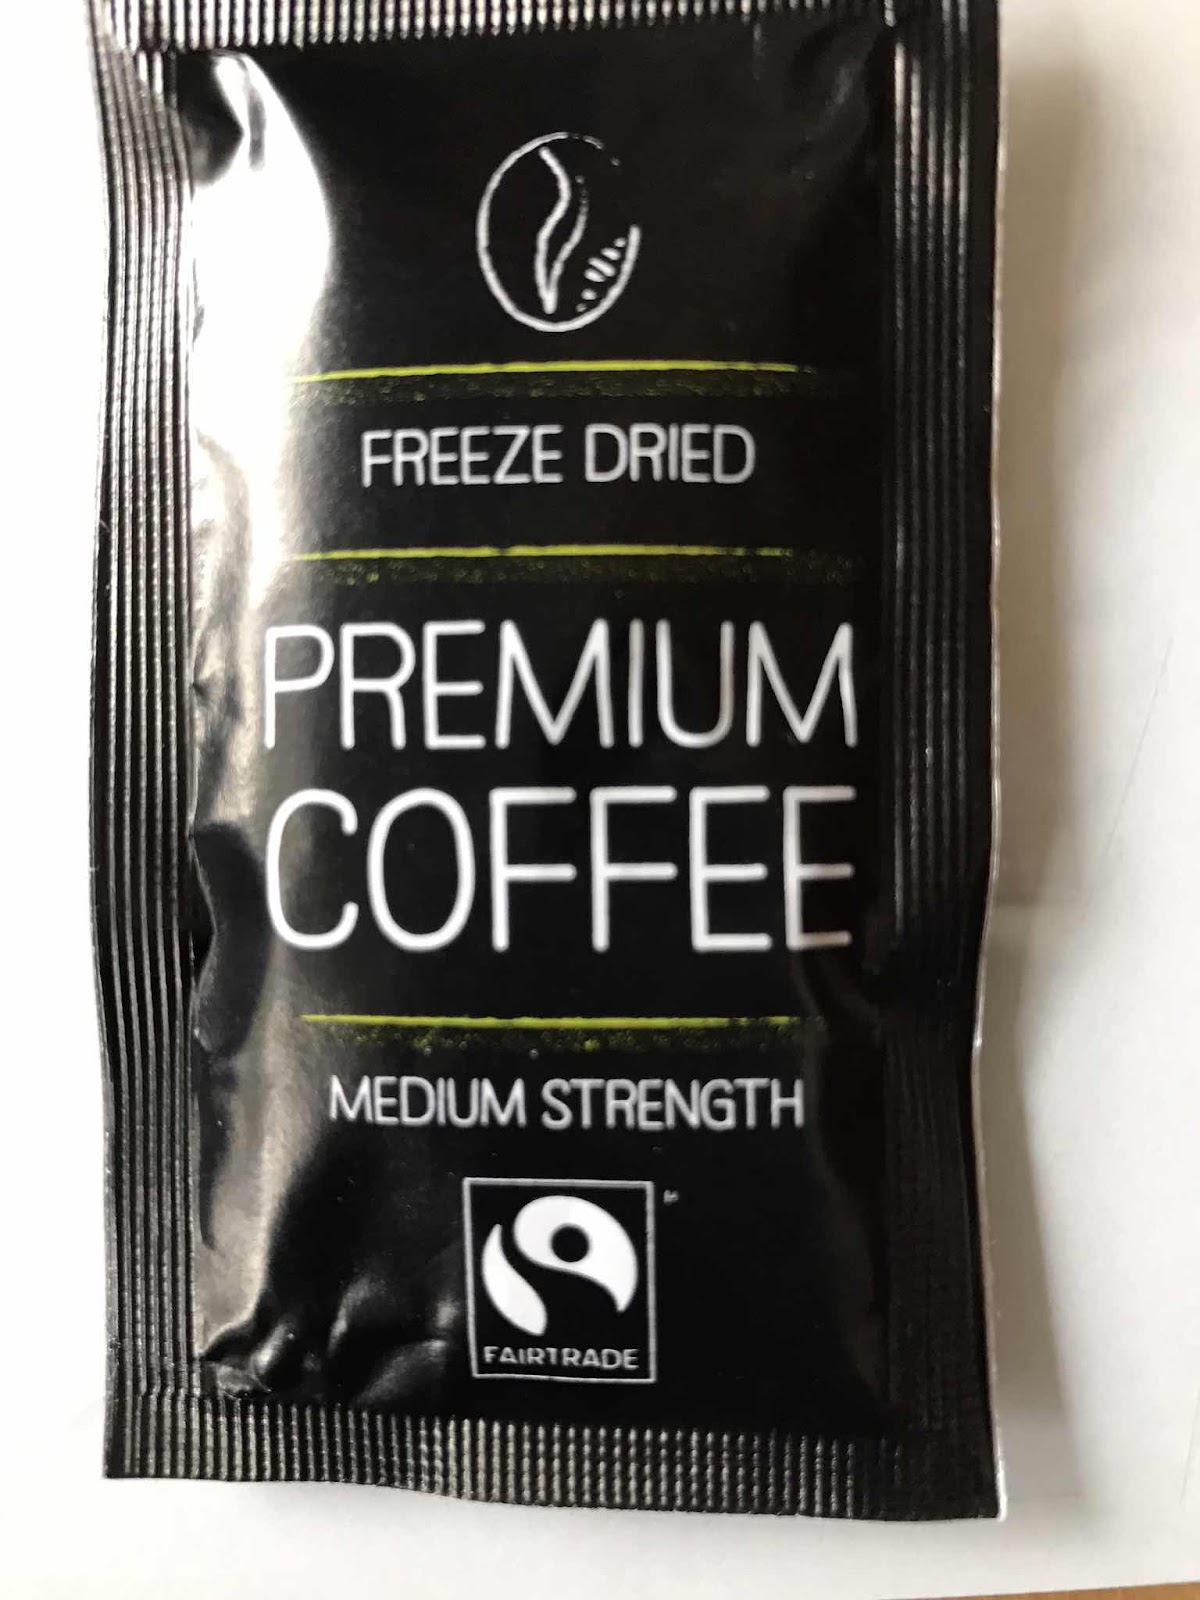 FREEZE DRIED
PREMIUM
COFFEE
MEDIUM STRENGTH
FAIRTRADE